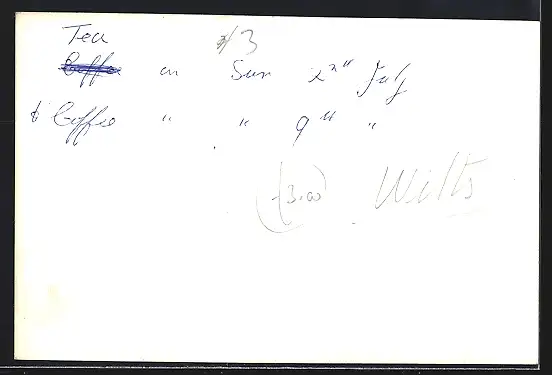 Tea /3
Coffee on Sun 2nd July
& Coffee " " 9th "
(3.00) Wilts